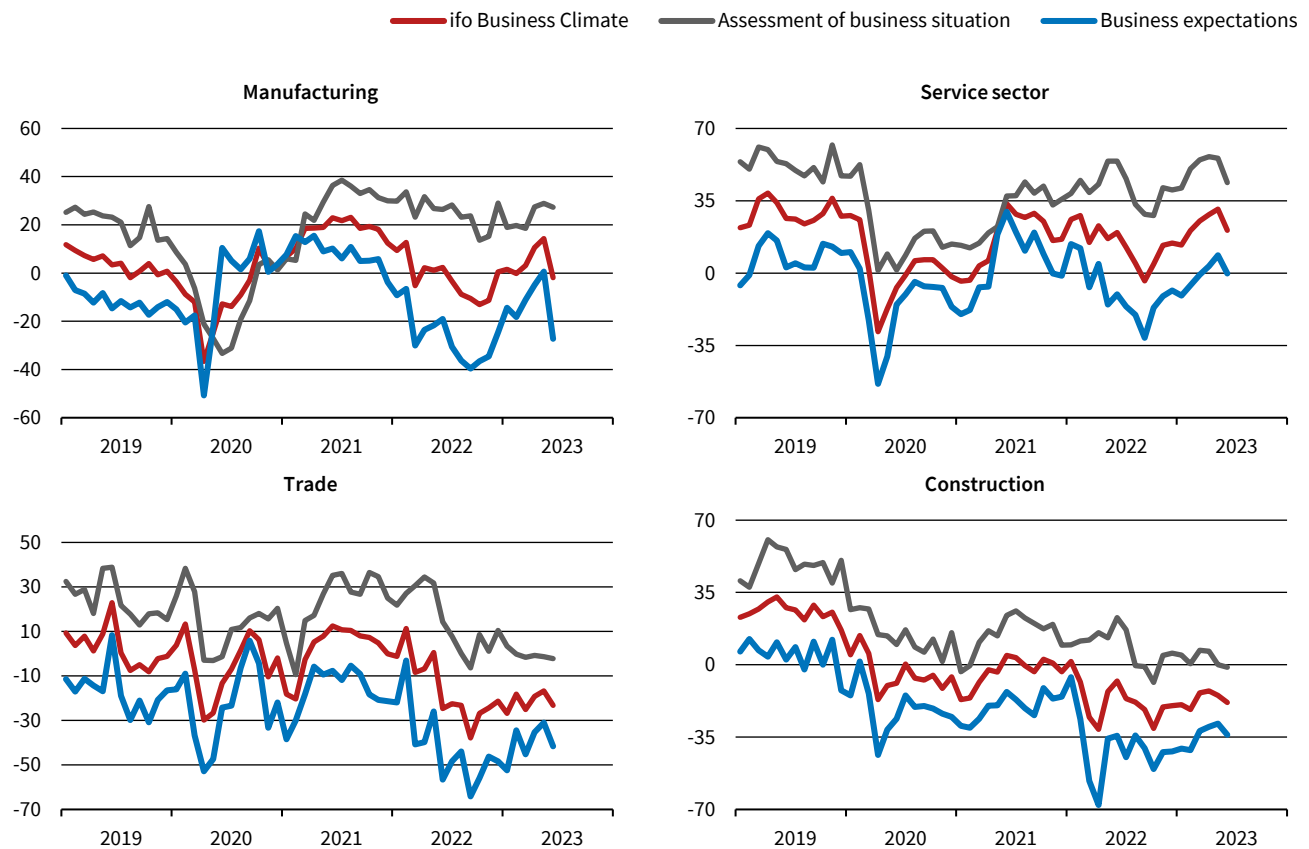 ifo Business Climate Assessment of business situation Business expectations
Manufacturing
60
40
20
0
-20
-40
-60
2019 2020 2021 2022 2023
Service sector
70
35
0
-35
-70
2019 2020 2021 2022 2023
Trade
50
30
10
-10
-30
-50
-70
2019 2020 2021 2022 2023
Construction
70
35
0
-35
-70
2019 2020 2021 2022 2023